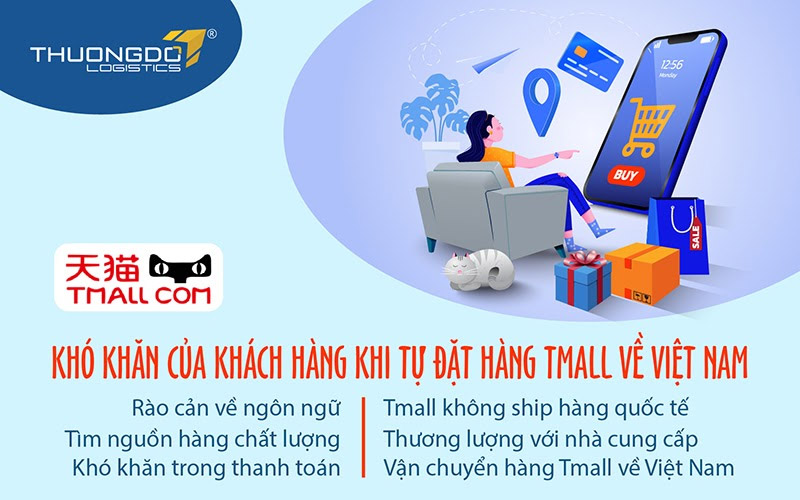 THUONGDO
LOGISTICS
®
12:56
Monday
BUY
SALE
天猫
TMALL.COM
KHÓ KHĂN CỦA KHÁCH HÀNG KHI TỰ ĐẶT HÀNG TMALL VỀ VIỆT NAM
Rào cản về ngôn ngữ
Tìm nguồn hàng chất lượng
Khó khăn trong thanh toán
Tmall không ship hàng quốc tế
Thương lượng với nhà cung cấp
Vận chuyển hàng Tmall về Việt Nam